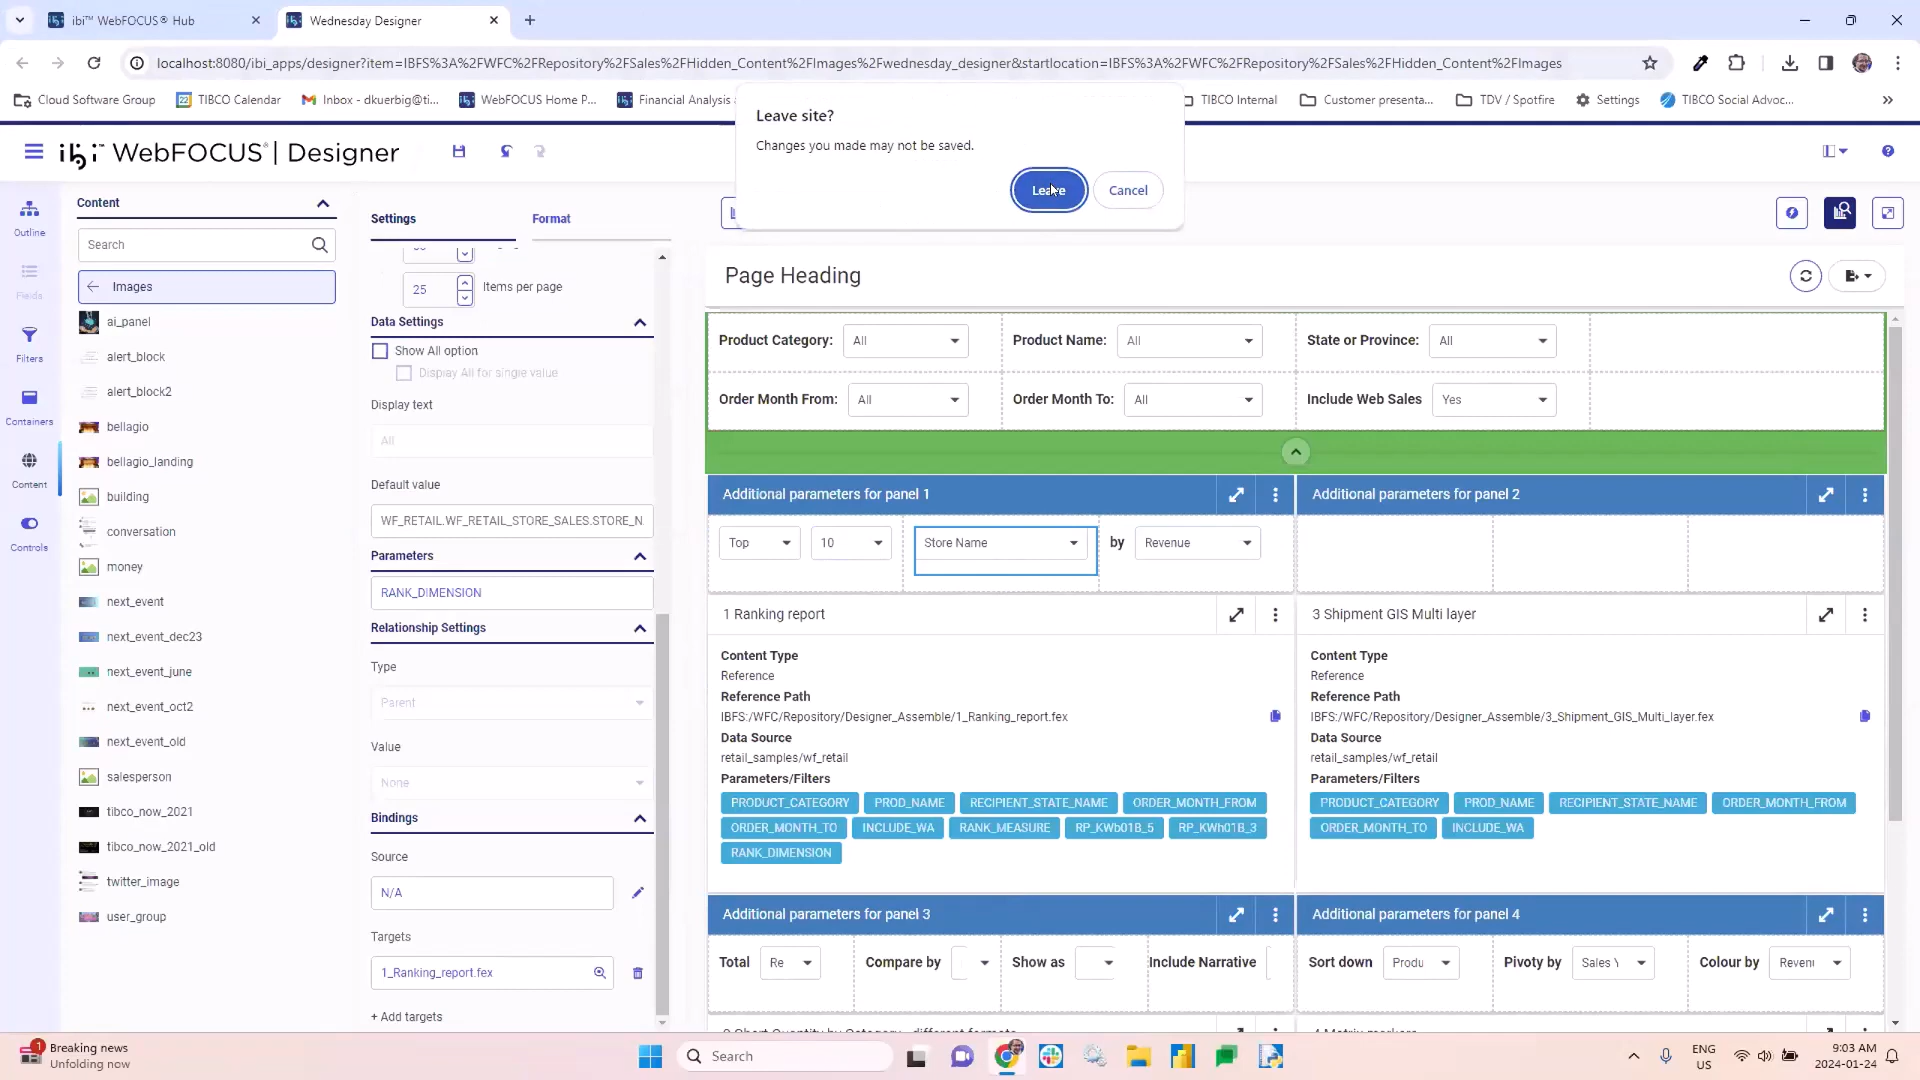 ibi™ WebFOCUS® Hub
Wednesday Designer
localhost:8080/ibi_apps/designer?item=IBFS%3A%2FWFC%2FRepository%2FSales%2FHidden_Content%2FImages%2Fwednesday_designer&startlocation=IBFS%3A%2FWFC%2FRepository%2FSales%2FHidden_Content%2FImages
Cloud Software Group
TIBCO Calendar
Inbox - dkuerbig@ti...
WebFOCUS Home P...
Financial Analysis
TIBCO Internal
Customer presenta...
TDV / Spotfire
Settings
TIBCO Social Advoc...
Leave site?
Changes you made may not be saved.
Leave
Cancel
ibi™ WebFOCUS® | Designer
Outline
Fields
Filters
Containers
Content
Controls
Content
Search
Images
ai_panel
alert_block
alert_block2
bellagio
bellagio_landing
building
conversation
money
next_event
next_event_dec23
next_event_june
next_event_oct2
next_event_old
salesperson
tibco_now_2021
tibco_now_2021_old
twitter_image
user_group
Settings
Format
25
Items per page
Data Settings
Show All option
Display All for single value
Display text
All
Default value
WF_RETAIL.WF_RETAIL_STORE_SALES.STORE_N
Parameters
RANK_DIMENSION
Relationship Settings
Type
Parent
Value
None
Bindings
Source
N/A
Targets
1_Ranking_report.fex
+ Add targets
Page Heading
Product Category: All
Product Name: All
State or Province: All
Order Month From: All
Order Month To: All
Include Web Sales Yes
Additional parameters for panel 1
Additional parameters for panel 2
Top
10
Store Name
by
Revenue
1 Ranking report
Content Type
Reference
Reference Path
IBFS:/WFC/Repository/Designer_Assemble/1_Ranking_report.fex
Data Source
retail_samples/wf_retail
Parameters/Filters
PRODUCT_CATEGORY PROD_NAME RECIPIENT_STATE_NAME ORDER_MONTH_FROM
ORDER_MONTH_TO INCLUDE_WA RANK_MEASURE RP_KWb01B_5 RP_KWh01B_3
RANK_DIMENSION
3 Shipment GIS Multi layer
Content Type
Reference
Reference Path
IBFS:/WFC/Repository/Designer_Assemble/3_Shipment_GIS_Multi_layer.fex
Data Source
retail_samples/wf_retail
Parameters/Filters
PRODUCT_CATEGORY PROD_NAME RECIPIENT_STATE_NAME ORDER_MONTH_FROM
ORDER_MONTH_TO INCLUDE_WA
Additional parameters for panel 3
Additional parameters for panel 4
Total Re
Compare by
Show as
Include Narrative
Sort down Produ
Pivoty by Sales Y
Colour by Reven
1
Breaking news
Unfolding now
Search
ENG
US
9:03 AM
2024-01-24